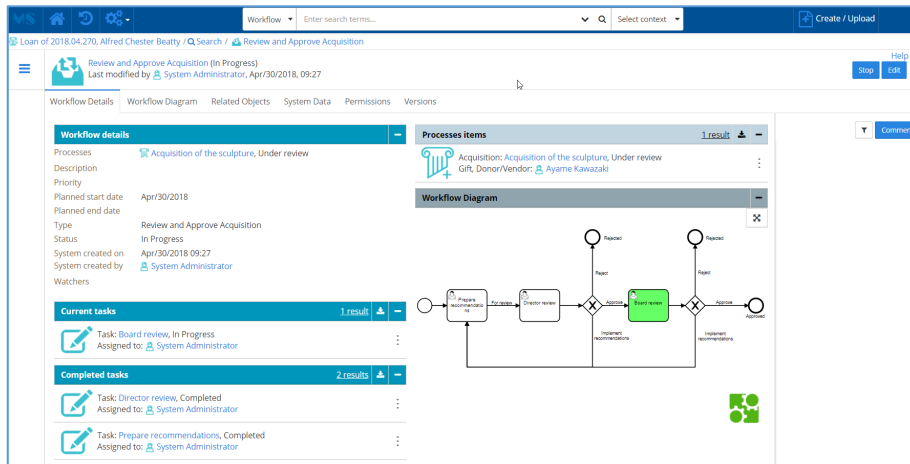 MS
Workflow
Enter search terms...
Select context
Create / Upload
Loan of 2018.04.270, Alfred Chester Beatty / Search / Review and Approve Acquisition
Help
Review and Approve Acquisition (In Progress)
Last modified by System Administrator, Apr/30/2018, 09:27
Stop
Edit
Workflow Details
Workflow Diagram
Related Objects
System Data
Permissions
Versions
Commen
Workflow details
Processes Acquisition of the sculpture, Under review
Description
Priority
Planned start date Apr/30/2018
Planned end date
Type Review and Approve Acquisition
Status In Progress
System created on Apr/30/2018 09:27
System created by System Administrator
Watchers
Current tasks 1 result
Task: Board review, In Progress
Assigned to: System Administrator
Completed tasks 2 results
Task: Director review, Completed
Assigned to: System Administrator
Task: Prepare recommendations, Completed
Assigned to: System Administrator
Processes items 1 result
Acquisition: Acquisition of the sculpture, Under review
Gift, Donor/Vendor: Ayame Kawazaki
Workflow Diagram
Rejected
Rejected
Reject
Reject
Prepare
recommendatio
ns
For review
Director review
Approve
Board review
Approve
Approved
Implement
recommendations
Implement
recommendations